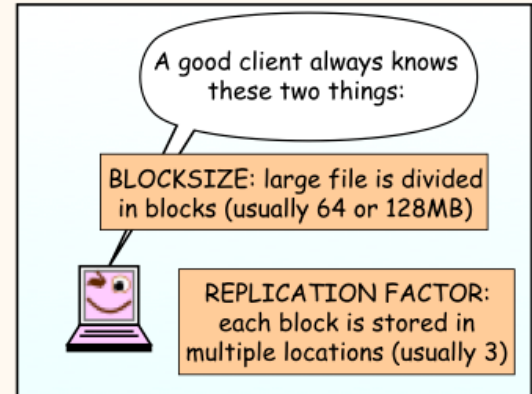 A good client always knows
these two things:
BLOCKSIZE: large file is divided
in blocks (usually 64 or 128MB)
REPLICATION FACTOR:
each block is stored in
multiple locations (usually 3)